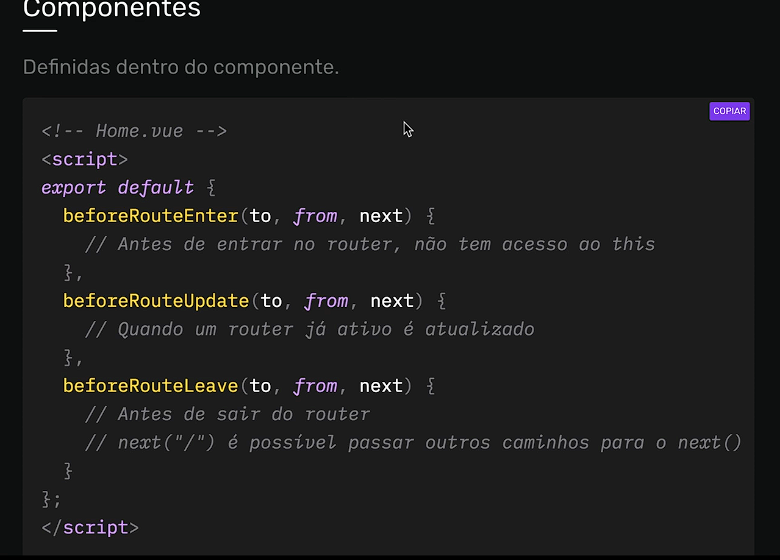 Componentes
Definidas dentro do componente.
COPIAR
<!-- Home.vue -->
<script>
export default {
beforeRouteEnter(to, from, next) {
// Antes de entrar no router, não tem acesso ao this
},
beforeRouteUpdate(to, from, next) {
// Quando um router já ativo é atualizado
},
beforeRouteLeave(to, from, next) {
// Antes de sair do router
// next("/") é possível passar outros caminhos para o next()
}
};
</script>